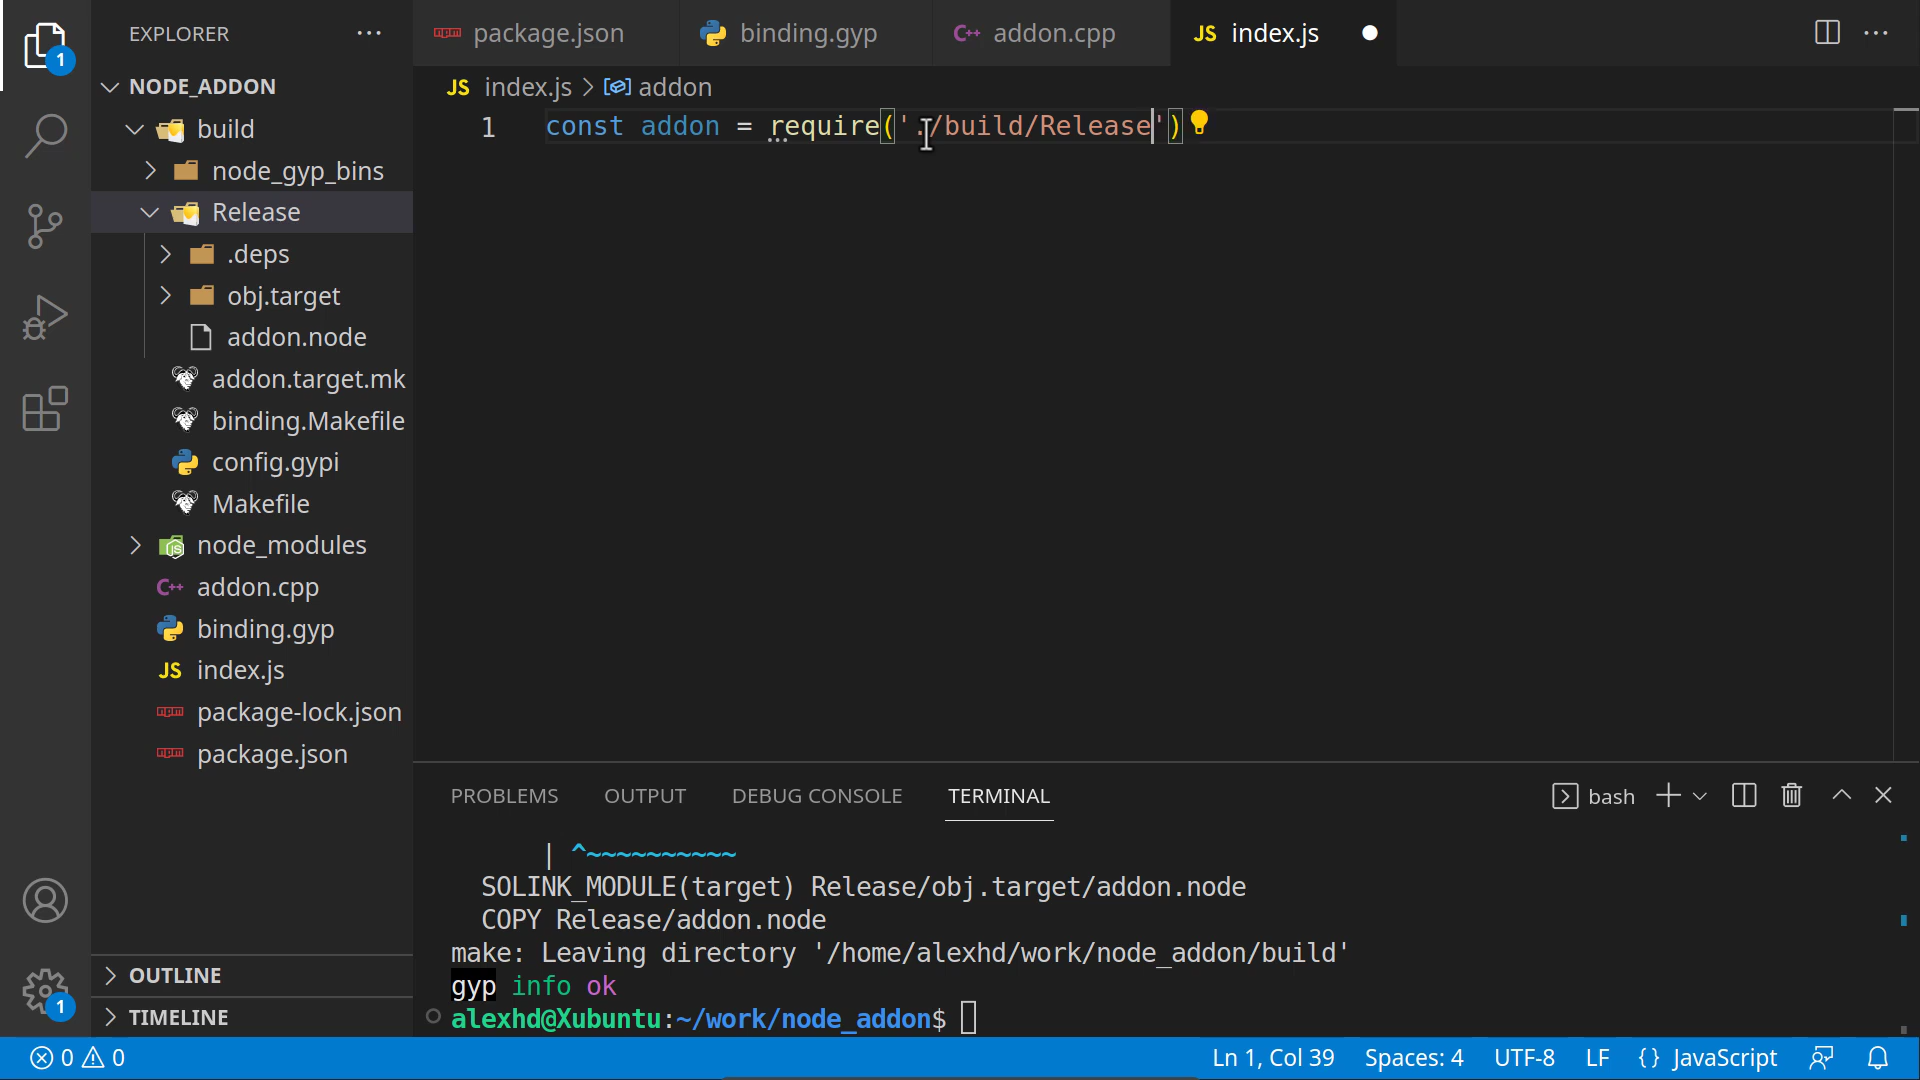 EXPLORER
package.json
binding.gyp
C++ addon.cpp
JS index.js
NODE_ADDON
JS index.js > addon
build
1 const addon = require('./build/Release')
node_gyp_bins
Release
.deps
obj.target
addon.node
addon.target.mk
binding.Makefile
config.gypi
Makefile
JS node_modules
C++ addon.cpp
binding.gyp
JS index.js
package-lock.json
package.json
PROBLEMS OUTPUT DEBUG CONSOLE TERMINAL
bash
| ^~~~~~~~~~~
SOLINK_MODULE(target) Release/obj.target/addon.node
COPY Release/addon.node
make: Leaving directory '/home/alexhd/work/node_addon/build'
gyp info ok
alexhd@Xubuntu:~/work/node_addon$
OUTLINE
TIMELINE
1
1
0 0
Ln 1, Col 39 Spaces: 4 UTF-8 LF {} JavaScript